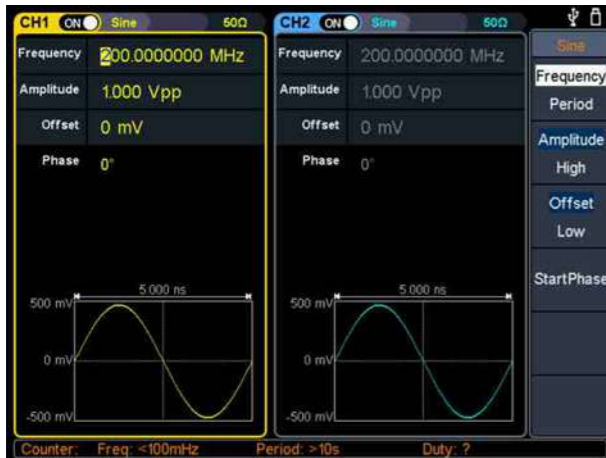 CH1 ON Sine 50Ω
Frequency 200.0000000 MHz
Amplitude 1.000 Vpp
Offset 0 mV
Phase 0°
5.000 ns
500 mV
0 mV
-500 mV
CH2 ON Sine 50Ω
Frequency 200.0000000 MHz
Amplitude 1.000 Vpp
Offset 0 mV
Phase 0°
5.000 ns
500 mV
0 mV
-500 mV
Sine
Frequency
Period
Amplitude
High
Offset
Low
StartPhase
Counter: Freq: <100mHz Period: >10s Duty: ?